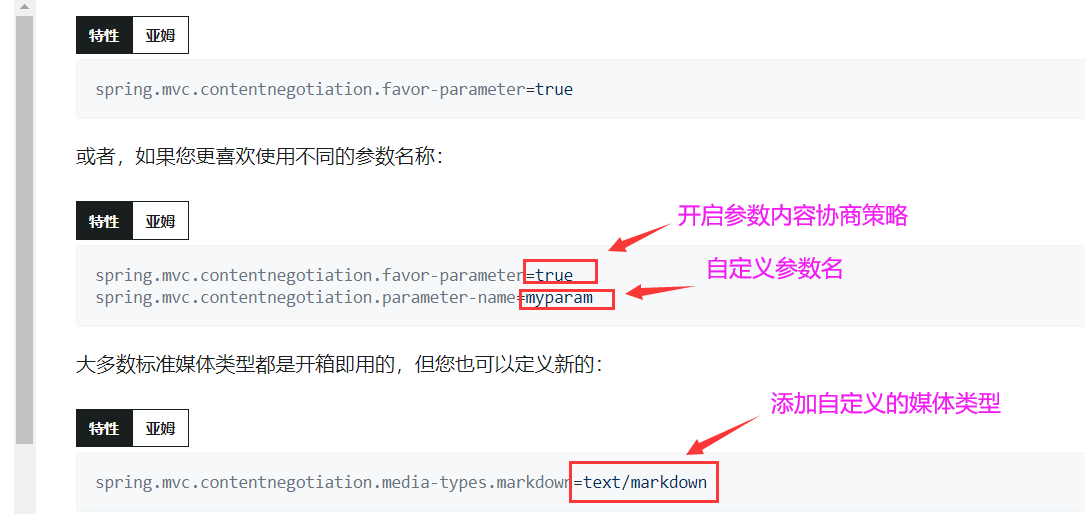 特性 亚姆
spring.mvc.contentnegotiation.favor-parameter=true
或者，如果您更喜欢使用不同的参数名称：
特性 亚姆
开启参数内容协商策略
spring.mvc.contentnegotiation.favor-parameter=true
自定义参数名
spring.mvc.contentnegotiation.parameter-name=myparam
大多数标准媒体类型都是开箱即用的，但您也可以定义新的：
添加自定义的媒体类型
特性 亚姆
spring.mvc.contentnegotiation.media-types.markdown=text/markdown